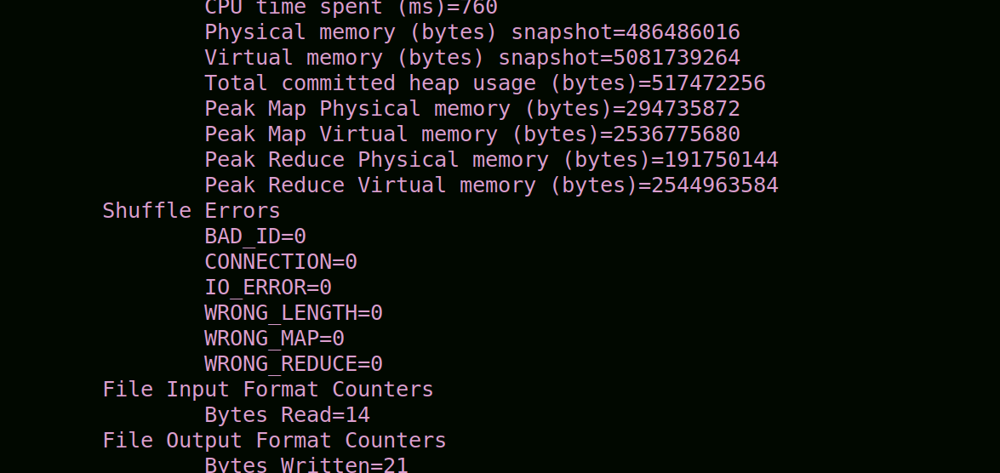 CPU time spent (ms)=760
Physical memory (bytes) snapshot=486486016
Virtual memory (bytes) snapshot=5081739264
Total committed heap usage (bytes)=517472256
Peak Map Physical memory (bytes)=294735872
Peak Map Virtual memory (bytes)=2536775680
Peak Reduce Physical memory (bytes)=191750144
Peak Reduce Virtual memory (bytes)=2544963584
Shuffle Errors
BAD_ID=0
CONNECTION=0
IO_ERROR=0
WRONG_LENGTH=0
WRONG_MAP=0
WRONG_REDUCE=0
File Input Format Counters
Bytes Read=14
File Output Format Counters
Bytes Written=21